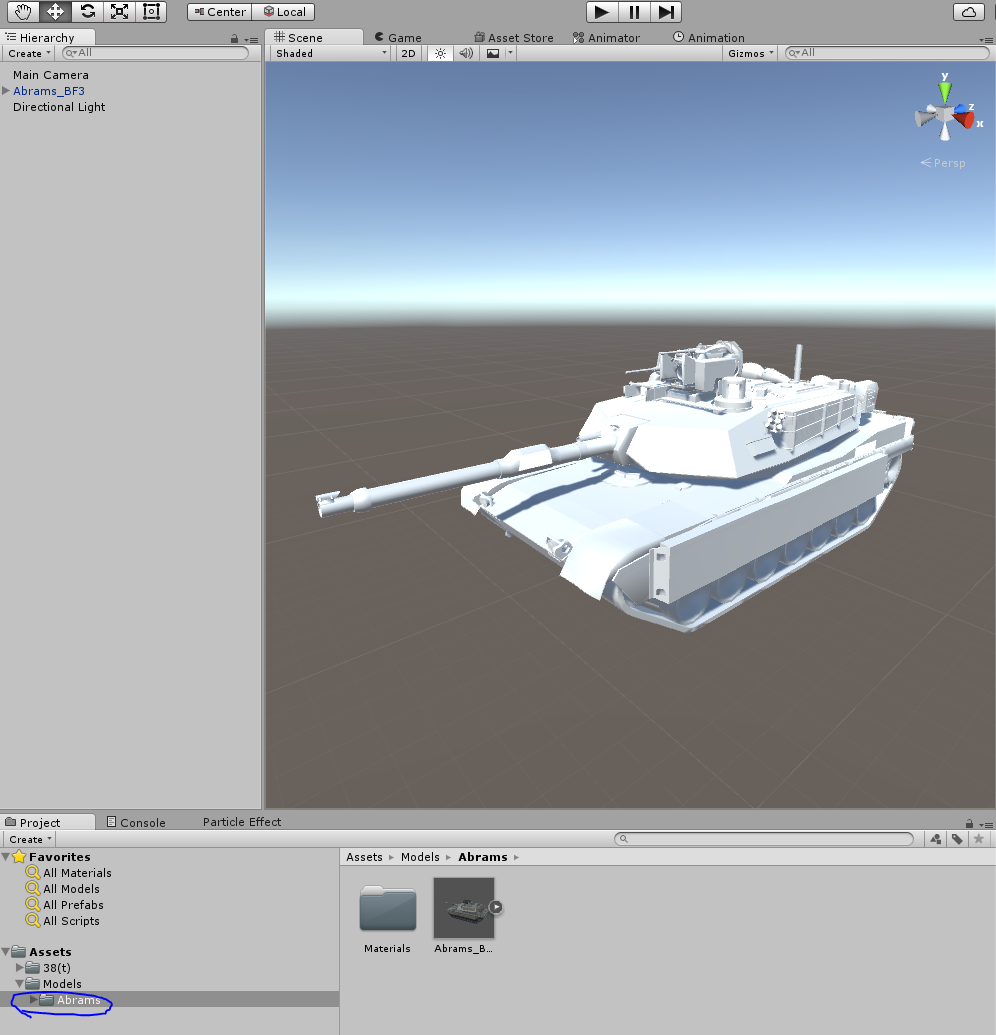 Center Local
Hierarchy
Create All
Main Camera
Abrams_BF3
Directional Light
Scene Game Asset Store Animator Animation
Shaded 2D Gizmos All
y
z
x
Persp
Project Console Particle Effect
Create
Favorites
All Materials
All Models
All Prefabs
All Scripts
Assets
38(t)
Models
Abrams
Assets Models Abrams
Materials Abrams_B...